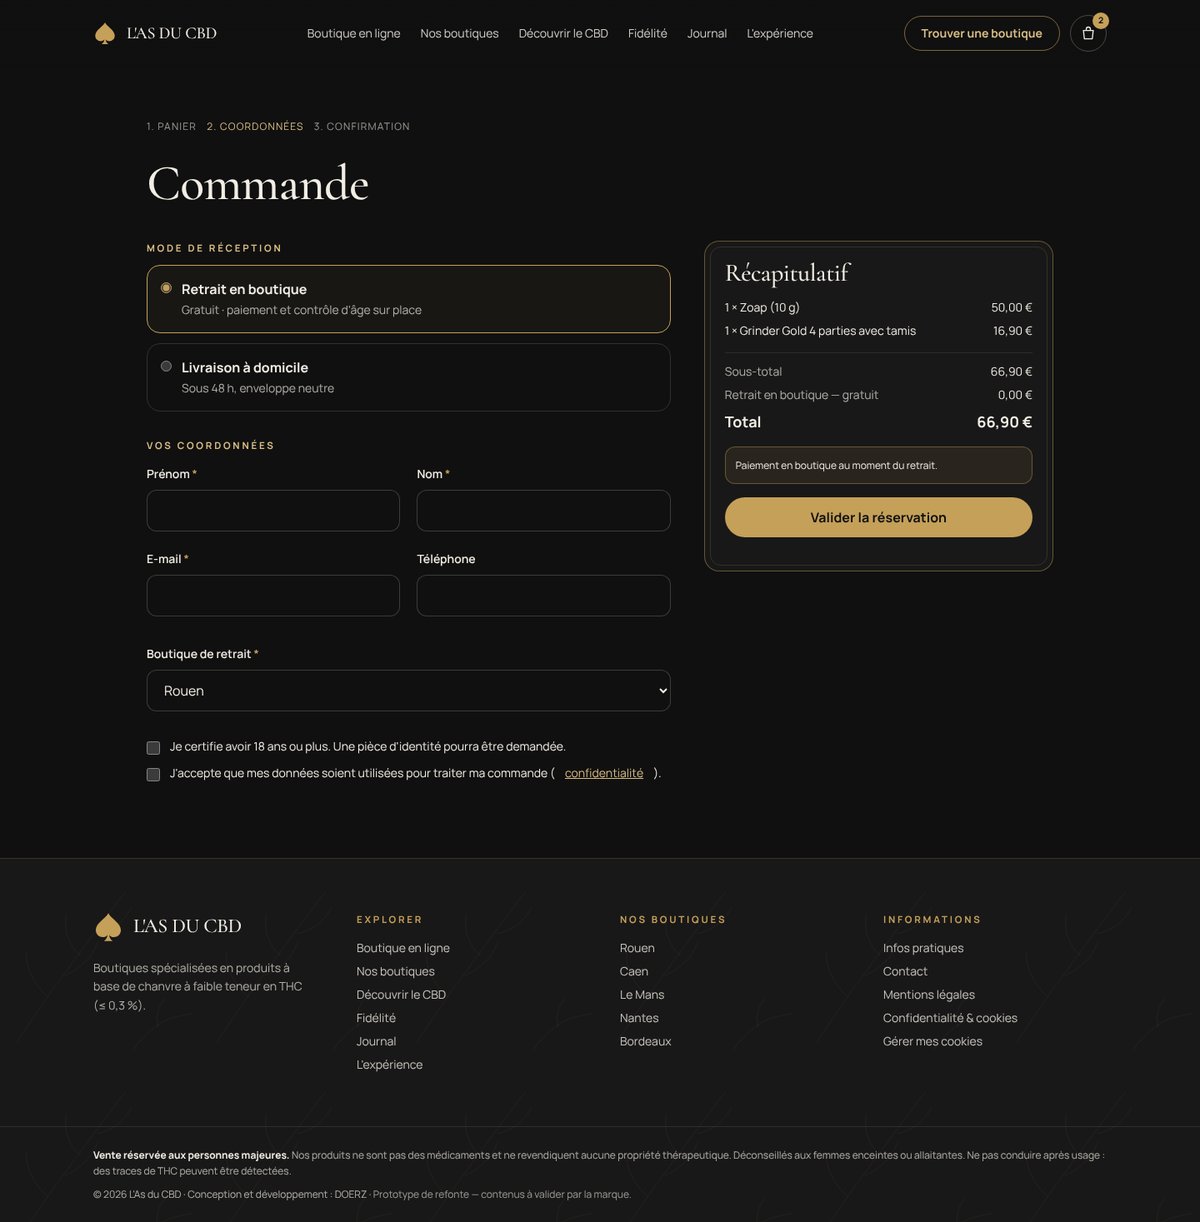 L'AS DU CBD
Boutique en ligne
Nos boutiques
Découvrir le CBD
Fidélité
Journal
L'expérience
Trouver une boutique
2
1. PANIER 2. COORDONNÉES 3. CONFIRMATION
Commande
MODE DE RÉCEPTION
Retrait en boutique
Gratuit · paiement et contrôle d'âge sur place
Livraison à domicile
Sous 48 h, enveloppe neutre
VOS COORDONNÉES
Prénom *
Nom *
E-mail *
Téléphone
Boutique de retrait *
Rouen
Je certifie avoir 18 ans ou plus. Une pièce d'identité pourra être demandée.
J'accepte que mes données soient utilisées pour traiter ma commande ( confidentialité ).
Récapitulatif
1 × Zoap (10 g) 50,00 €
1 × Grinder Gold 4 parties avec tamis 16,90 €
Sous-total 66,90 €
Retrait en boutique — gratuit 0,00 €
Total 66,90 €
Paiement en boutique au moment du retrait.
Valider la réservation
L'AS DU CBD
Boutiques spécialisées en produits à
base de chanvre à faible teneur en THC
(≤ 0,3 %).
EXPLORER
Boutique en ligne
Nos boutiques
Découvrir le CBD
Fidélité
Journal
L'expérience
NOS BOUTIQUES
Rouen
Caen
Le Mans
Nantes
Bordeaux
INFORMATIONS
Infos pratiques
Contact
Mentions légales
Confidentialité & cookies
Gérer mes cookies
Vente réservée aux personnes majeures. Nos produits ne sont pas des médicaments et ne revendiquent aucune propriété thérapeutique. Déconseillés aux femmes enceintes ou allaitantes. Ne pas conduire après usage :
des traces de THC peuvent être détectées.
© 2026 L'As du CBD · Conception et développement : DOERZ · Prototype de refonte — contenus à valider par la marque.